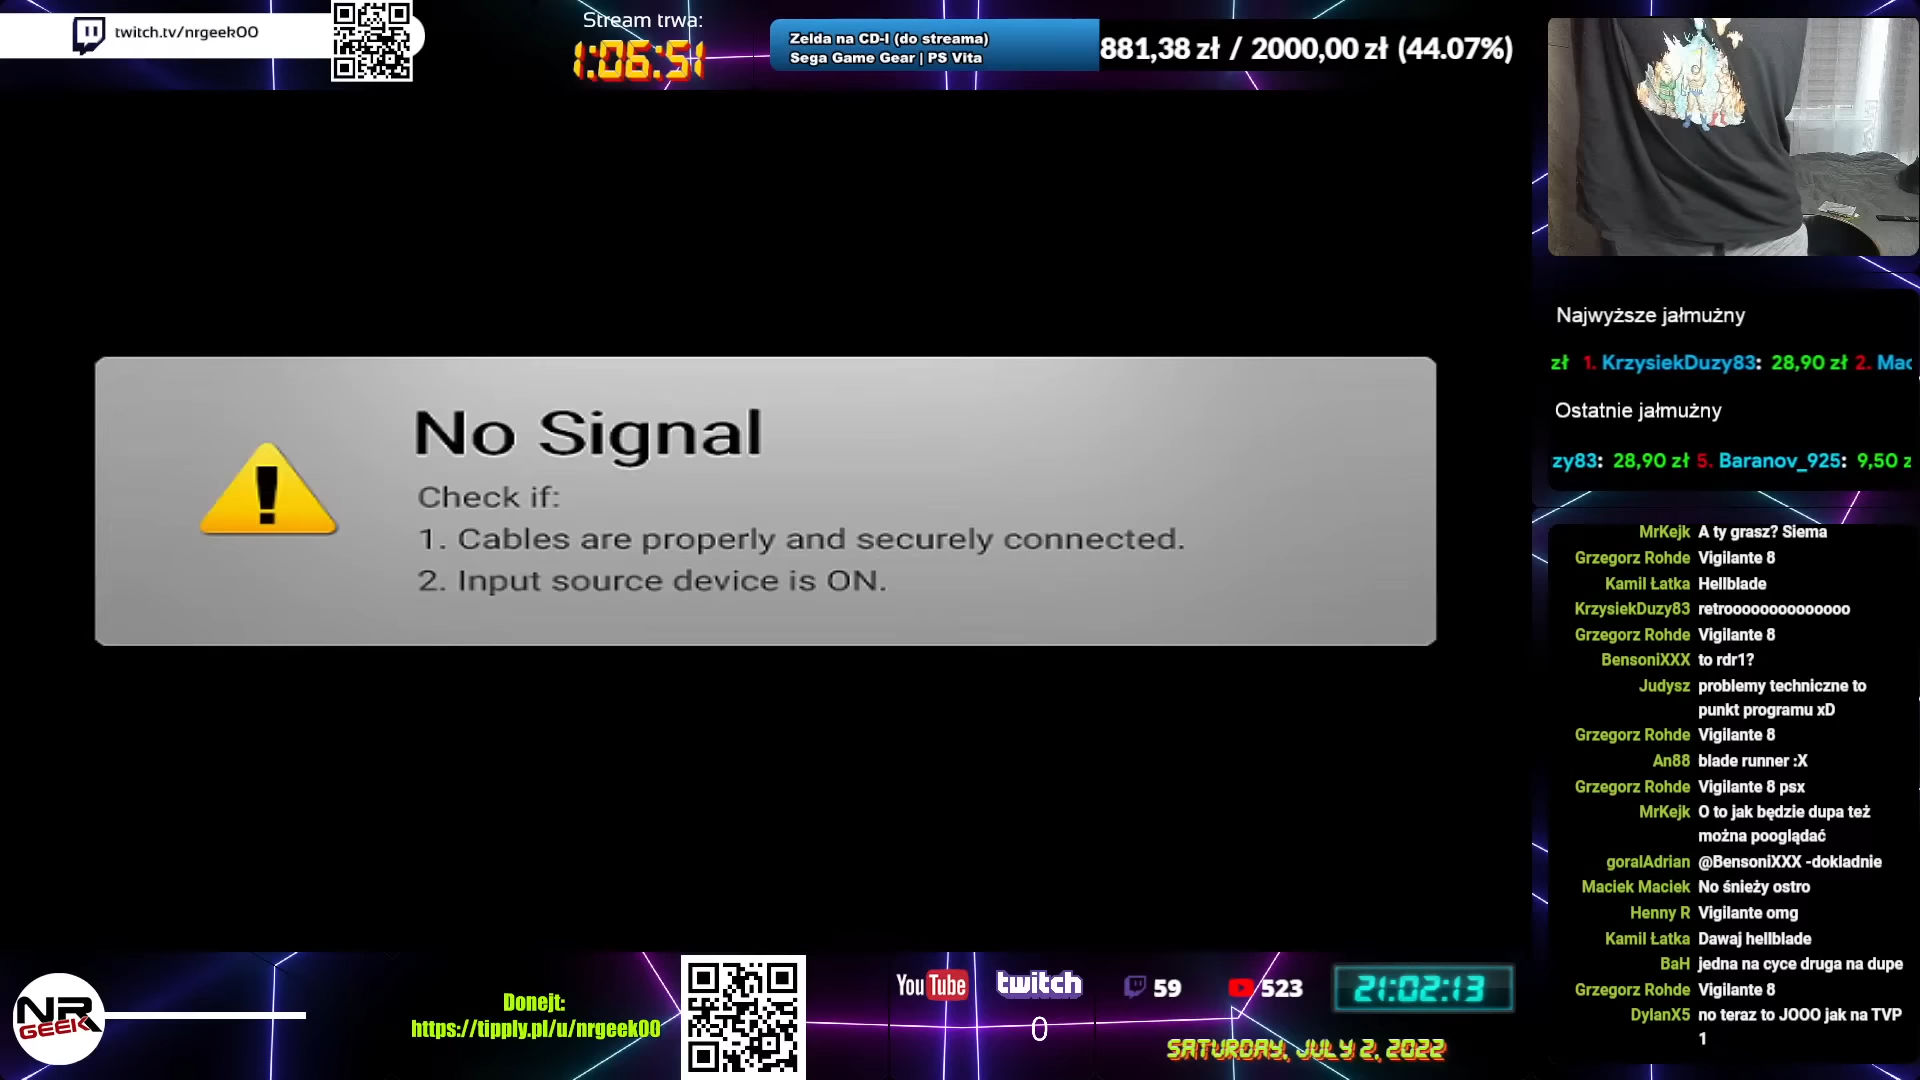 twitch.tv/nrgeek00
Stream trwa:
1:06:51
Zelda na CD-I (do streama)
Sega Game Gear | PS Vita
881,38 zł / 2000,00 zł (44.07%)
No Signal
Check if:
1. Cables are properly and securely connected.
2. Input source device is ON.
Najwyższe jałmużny
zł 1. KrzysiekDuzy83: 28,90 zł 2. Mac
Ostatnie jałmużny
zy83: 28,90 zł 5. Baranov_925: 9,50 z
MrKejk A ty grasz? Siema
Grzegorz Rohde Vigilante 8
Kamil Łatka Hellblade
KrzysiekDuzy83 retroooooooooooooo
Grzegorz Rohde Vigilante 8
BensoniXXX to rdr1?
Judysz problemy techniczne to
punkt programu xD
Grzegorz Rohde Vigilante 8
An88 blade runner :X
Grzegorz Rohde Vigilante 8 psx
MrKejk O to jak będzie dupa też
można pooglądać
goralAdrian @BensoniXXX -dokladnie
Maciek Maciek No śnieży ostro
Henny R Vigilante omg
Kamil Łatka Dawaj hellblade
BaH jedna na cyce druga na dupe
Grzegorz Rohde Vigilante 8
DylanX5 no teraz to JOOO jak na TVP
1
NR
GEEK
Donejt:
https://tipply.pl/u/nrgeek00
YouTube
twitch
0
59
523
21:02:13
SATURDAY, JULY 2, 2022